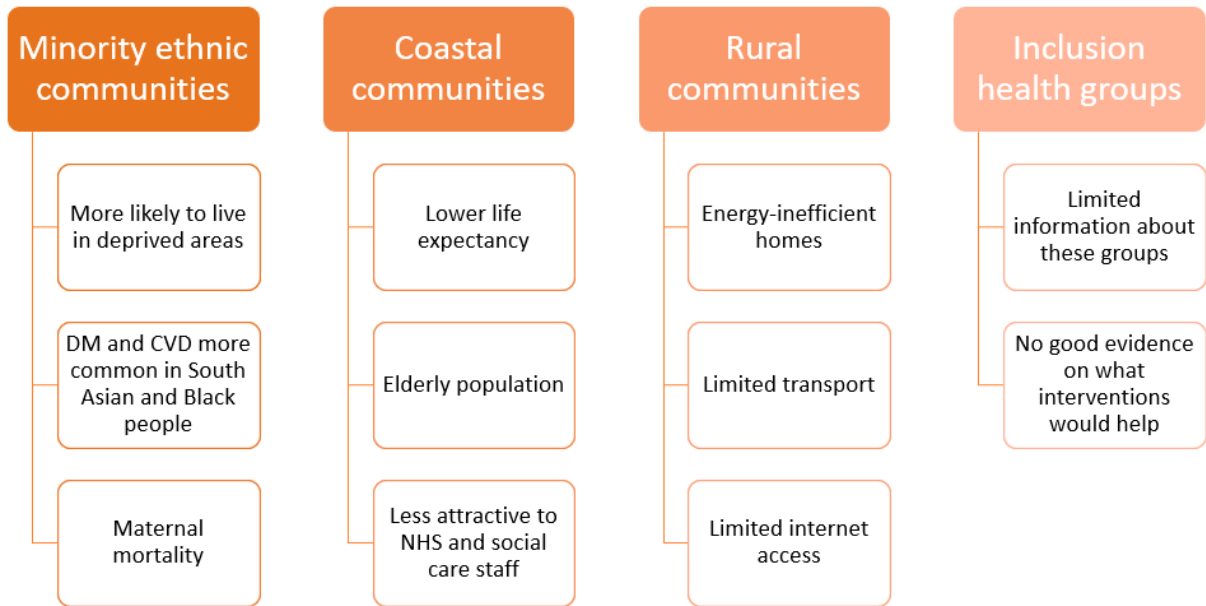 Minority ethnic
communities
More likely to live
in deprived areas
DM and CVD more
common in South
Asian and Black
people
Maternal
mortality
Coastal
communities
Lower life
expectancy
Elderly population
Less attractive to
NHS and social
care staff
Rural
communities
Energy-inefficient
homes
Limited transport
Limited internet
access
Inclusion
health groups
Limited
information about
these groups
No good evidence
on what
interventions
would help